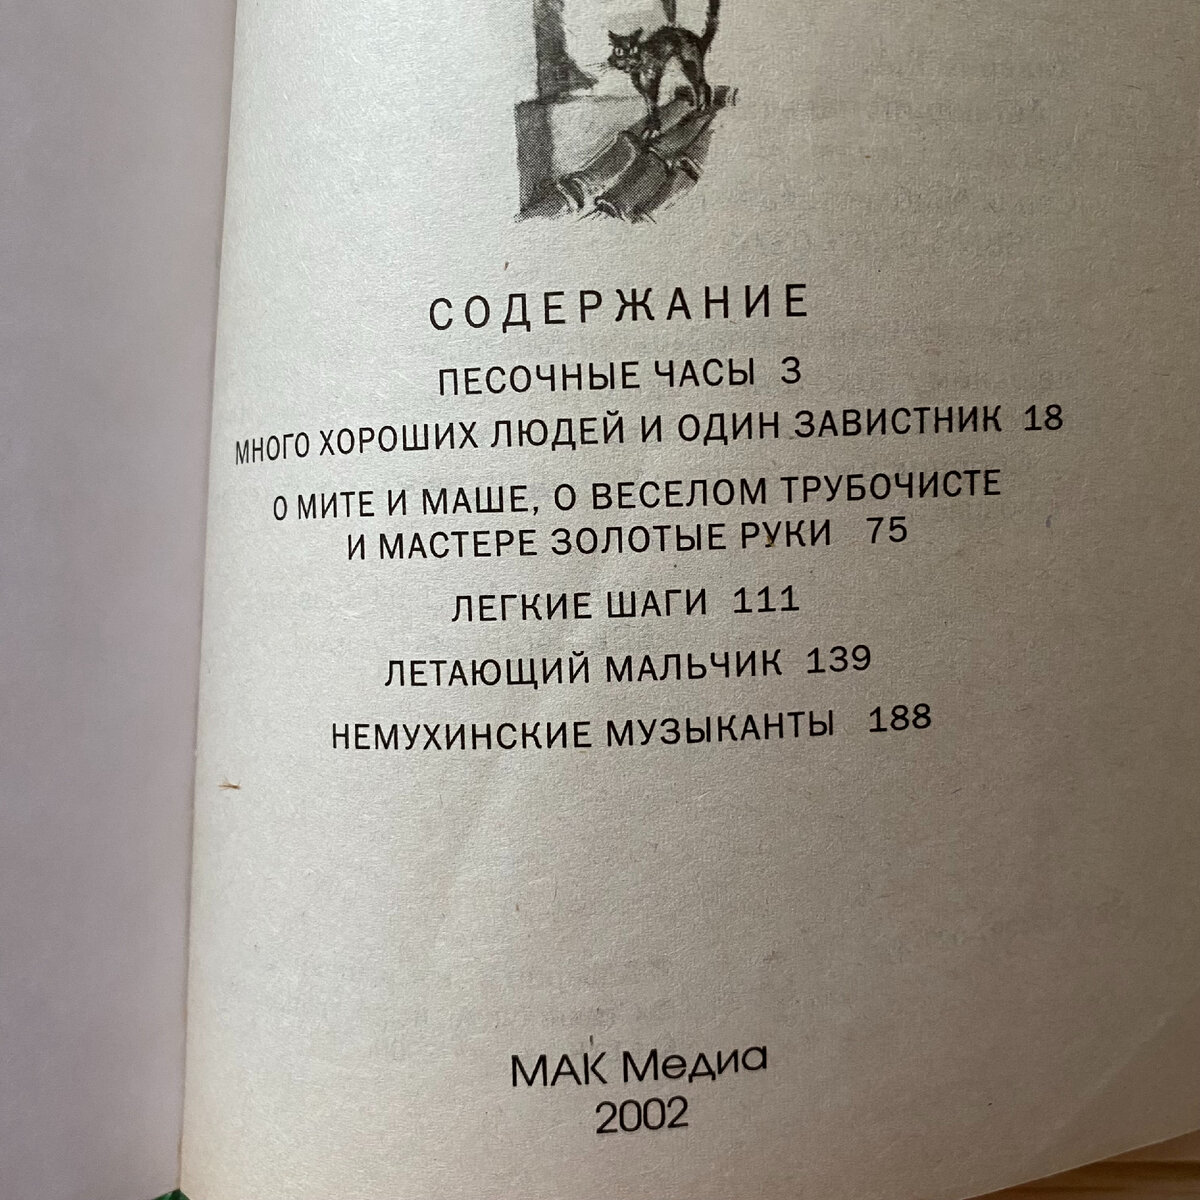 СОДЕРЖАНИЕ
ПЕСОЧНЫЕ ЧАСЫ 3
МНОГО ХОРОШИХ ЛЮДЕЙ И ОДИН ЗАВИСТНИК 18
О МИТЕ И МАШЕ, О ВЕСЕЛОМ ТРУБОЧИСТЕ
И МАСТЕРЕ ЗОЛОТЫЕ РУКИ 75
ЛЕГКИЕ ШАГИ 111
ЛЕТАЮЩИЙ МАЛЬЧИК 139
НЕМУХИНСКИЕ МУЗЫКАНТЫ 188
МАК Медиа
2002